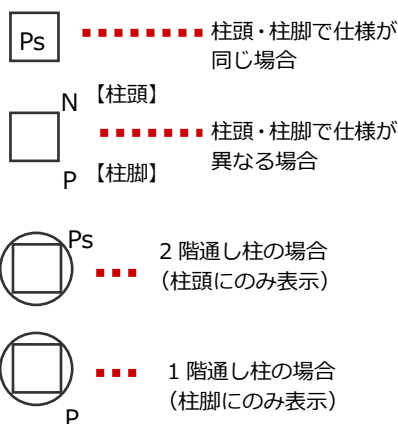 Ps
柱頭・柱脚で仕様が
同じ場合
N 【柱頭】
柱頭・柱脚で仕様が
異なる場合
P 【柱脚】
Ps
2 階通し柱の場合
（柱頭にのみ表示）
1 階通し柱の場合
（柱脚にのみ表示）
P